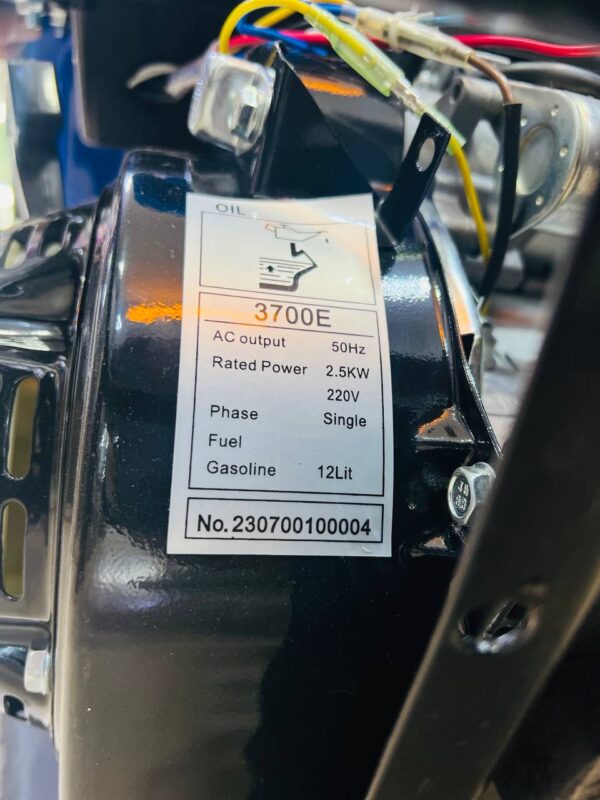 OIL
3700E
AC output 50Hz
Rated Power 2.5KW
220V
Phase Single
Fuel
Gasoline 12Lit
No. 230700100004